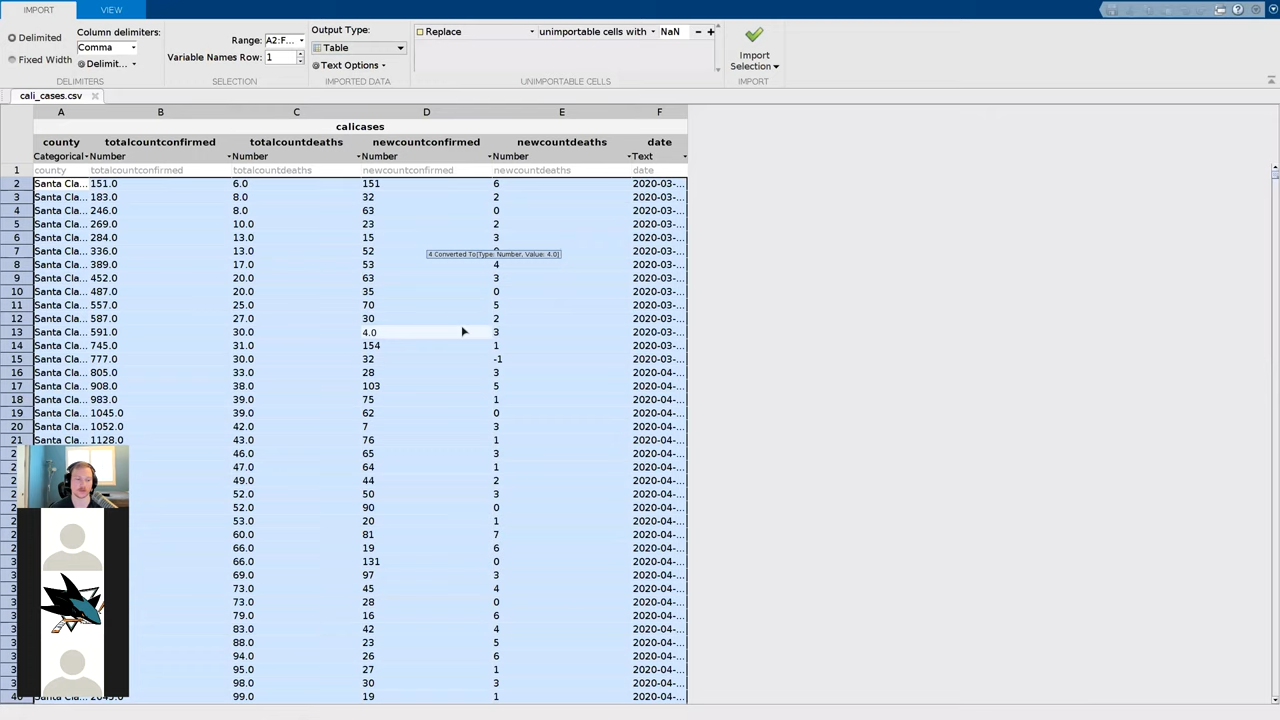 IMPORT VIEW
Delimited
Fixed Width
Column delimiters:
Comma
Delimit...
DELIMITERS
Range: A2:F...
Variable Names Row: 1
SELECTION
Output Type:
Table
Text Options
IMPORTED DATA
Replace unimportable cells with NaN
UNIMPORTABLE CELLS
Import
Selection
IMPORT
cali_cases.csv
A B C D E F
calicases
county totalcountconfirmed totalcountdeaths newcountconfirmed newcountdeaths date
Categorical Number Number Number Number Text
1 county totalcountconfirmed totalcountdeaths newcountconfirmed newcountdeaths date
2 Santa Cla... 151.0 6.0 151 6 2020-03-...
3 Santa Cla... 183.0 8.0 32 2 2020-03-...
4 Santa Cla... 246.0 8.0 63 0 2020-03-...
5 Santa Cla... 269.0 10.0 23 2 2020-03-...
6 Santa Cla... 284.0 13.0 15 3 2020-03-...
7 Santa Cla... 336.0 13.0 52 2020-03-...
4 Converted To[Type: Number, Value: 4.0]
8 Santa Cla... 389.0 17.0 53 4 2020-03-...
9 Santa Cla... 452.0 20.0 63 3 2020-03-...
10 Santa Cla... 487.0 20.0 35 0 2020-03-...
11 Santa Cla... 557.0 25.0 70 5 2020-03-...
12 Santa Cla... 587.0 27.0 30 2 2020-03-...
13 Santa Cla... 591.0 30.0 4.0 3 2020-03-...
14 Santa Cla... 745.0 31.0 154 1 2020-03-...
15 Santa Cla... 777.0 30.0 32 -1 2020-03-...
16 Santa Cla... 805.0 33.0 28 3 2020-04-...
17 Santa Cla... 908.0 38.0 103 5 2020-04-...
18 Santa Cla... 983.0 39.0 75 1 2020-04-...
19 Santa Cla... 1045.0 39.0 62 0 2020-04-...
20 Santa Cla... 1052.0 42.0 7 3 2020-04-...
21 Santa Cla... 1128.0 43.0 76 1 2020-04-...
46.0 65 3 2020-04-...
47.0 64 1 2020-04-...
49.0 44 2 2020-04-...
52.0 50 3 2020-04-...
52.0 90 0 2020-04-...
53.0 20 1 2020-04-...
60.0 81 7 2020-04-...
66.0 19 6 2020-04-...
66.0 131 0 2020-04-...
69.0 97 3 2020-04-...
73.0 45 4 2020-04-...
73.0 28 0 2020-04-...
79.0 16 6 2020-04-...
83.0 42 4 2020-04-...
88.0 23 5 2020-04-...
94.0 26 6 2020-04-...
95.0 27 1 2020-04-...
98.0 30 3 2020-04-...
99.0 19 1 2020-04-...